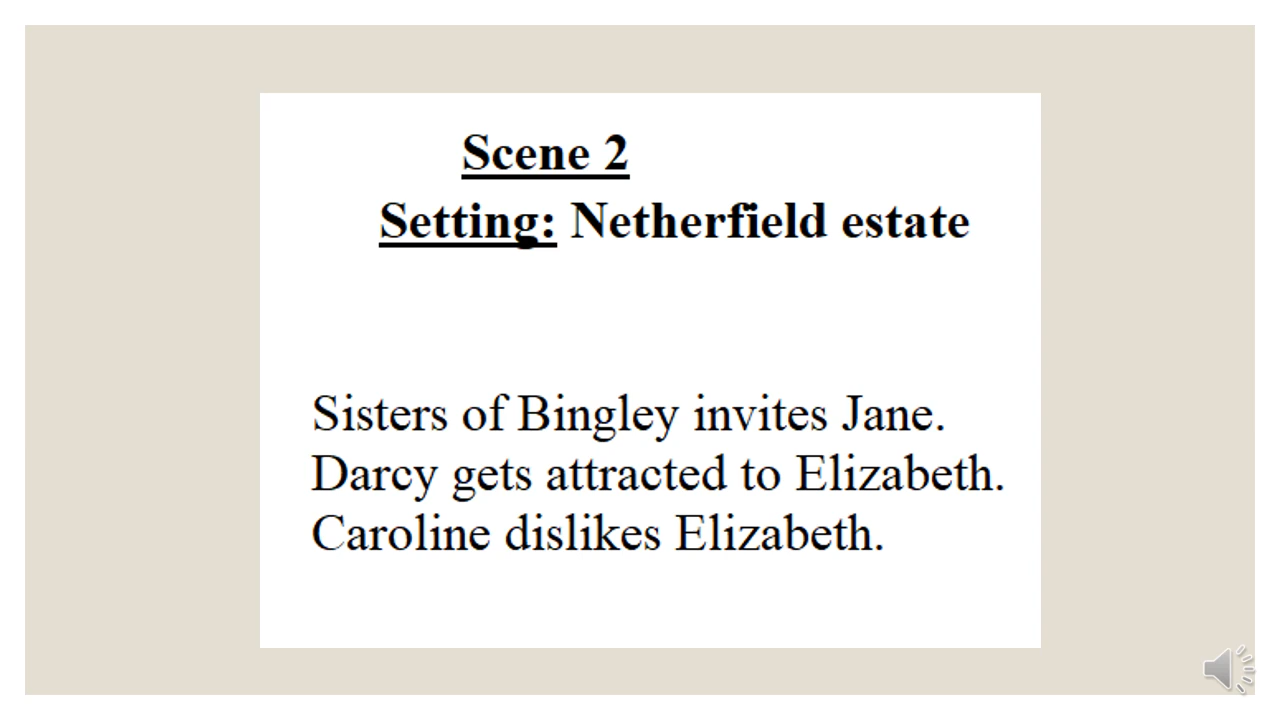 Scene 2
Setting: Netherfield estate
Sisters of Bingley invites Jane.
Darcy gets attracted to Elizabeth.
Caroline dislikes Elizabeth.